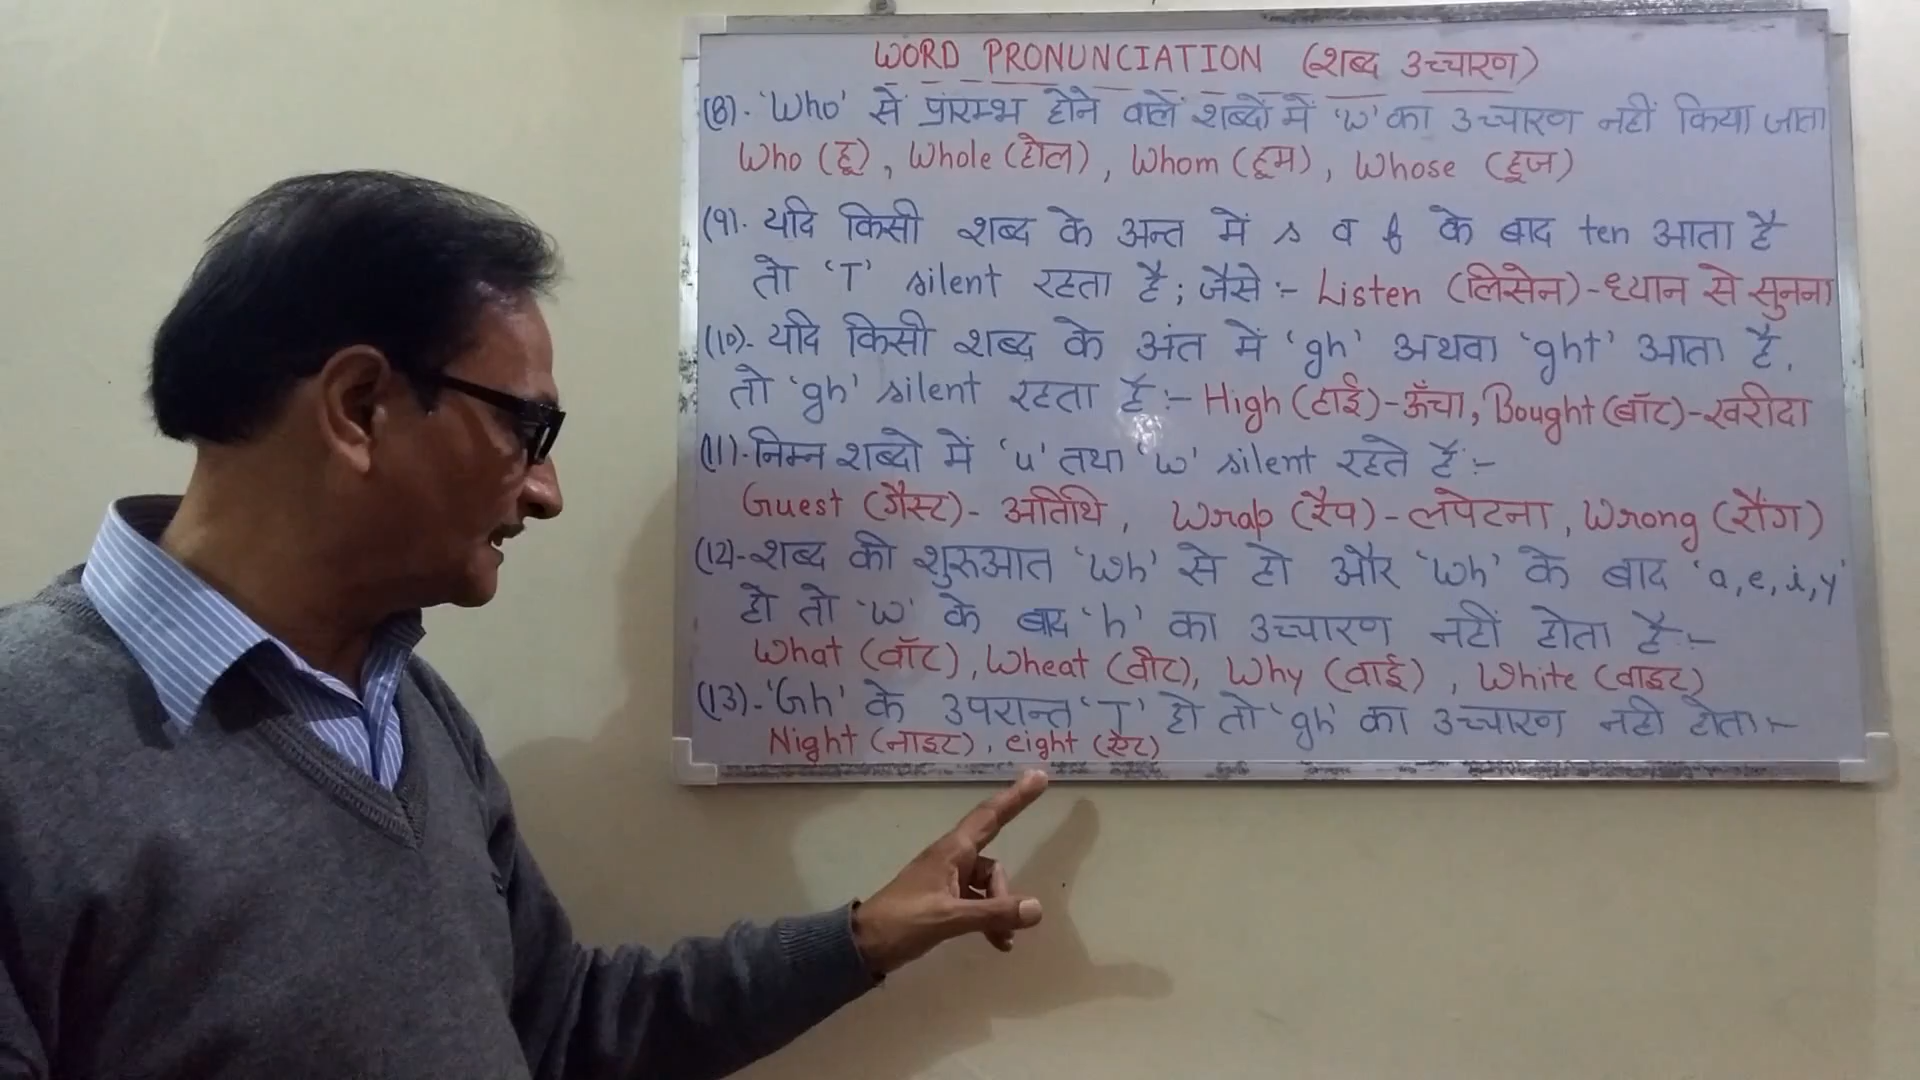 WORD PRONUNCIATION (शब्द उच्चारण)
(8)- 'Who' से प्रारम्भ होने वाले शब्दों में 'w' का उच्चारण नहीं किया जाता
Who (हू), Whole (होल), Whom (हूम), Whose (हूज)
(9)- यदि किसी शब्द के अन्त में s व f के बाद ten आता है
तो 'T' silent रहता है; जैसे:- Listen (लिसेन)-ध्यान से सुनना
(10)- यदि किसी शब्द के अंत में 'gh' अथवा 'ght' आता है,
तो 'gh' silent रहता है:- High (हाई)-ऊँचा, Bought (बॉट)-खरीदा
(11)-निम्न शब्दो में 'u' तथा 'w' silent रहते हैं:-
Guest (गैस्ट)- अतिथि, Wrap (रैप)-लपेटना, Wrong (रौंग)
(12)-शब्द की शुरुआत 'Wh' से हो और 'Wh' के बाद 'a, e, i, y'
हो तो 'w' के बाद 'h' का उच्चारण नहीं होता है:-
What (वॉट), Wheat (वीट), Why (वाई), White (वाइट)
(13)-'Gh' के उपरान्त 'T' हो तो 'gh' का उच्चारण नही होता:-
Night (नाइट), eight (ऐट)